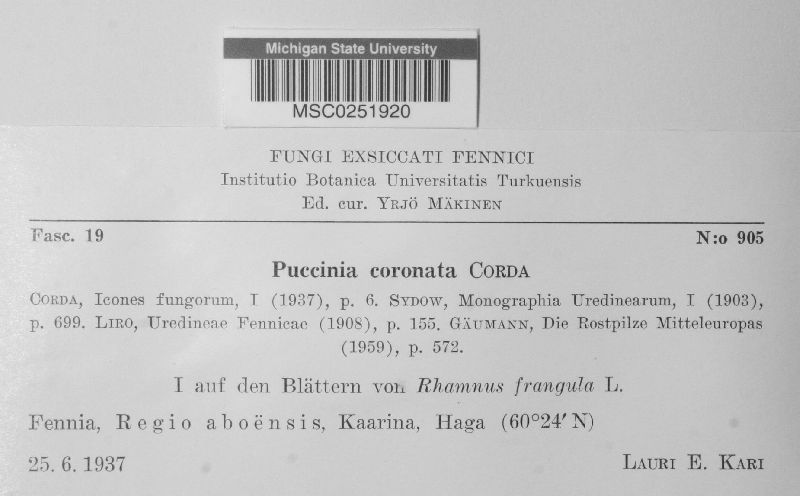 Michigan State University
MSC0251920
FUNGI EXSICCATI FENNICI
Institutio Botanica Universitatis Turkuensis
Ed. cur. YRJÖ MÄKINEN
Fasc. 19 N:o 905
Puccinia coronata CORDA
CORDA, Icones fungorum, I (1937), p. 6. SYDOW, Monographia Uredinearum, I (1903),
p. 699. LIRO, Uredineae Fennicae (1908), p. 155. GÄUMANN, Die Rostpilze Mitteleuropas
(1959), p. 572.
I auf den Blättern von Rhamnus frangula L.
Fennia, Regio aboënsis, Kaarina, Haga (60°24′ N)
25. 6. 1937 LAURI E. KARI